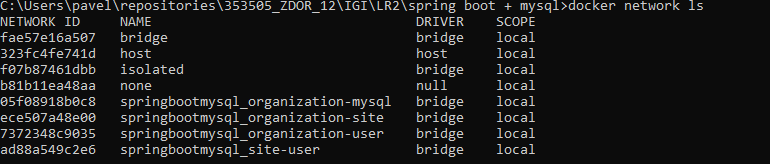 C:\Users\pavel\repositories\353505_ZDOR_12\IGI\LR2\spring boot + mysql>docker network ls
NETWORK ID NAME DRIVER SCOPE
fae57e16a507 bridge bridge local
323fc4fe741d host host local
f07b87461dbb isolated bridge local
b81b11ea48aa none null local
05f08918b0c8 springbootmysql_organization-mysql bridge local
ece507a48e00 springbootmysql_organization-site bridge local
7372348c9035 springbootmysql_organization-user bridge local
ad88a549c2e6 springbootmysql_site-user bridge local